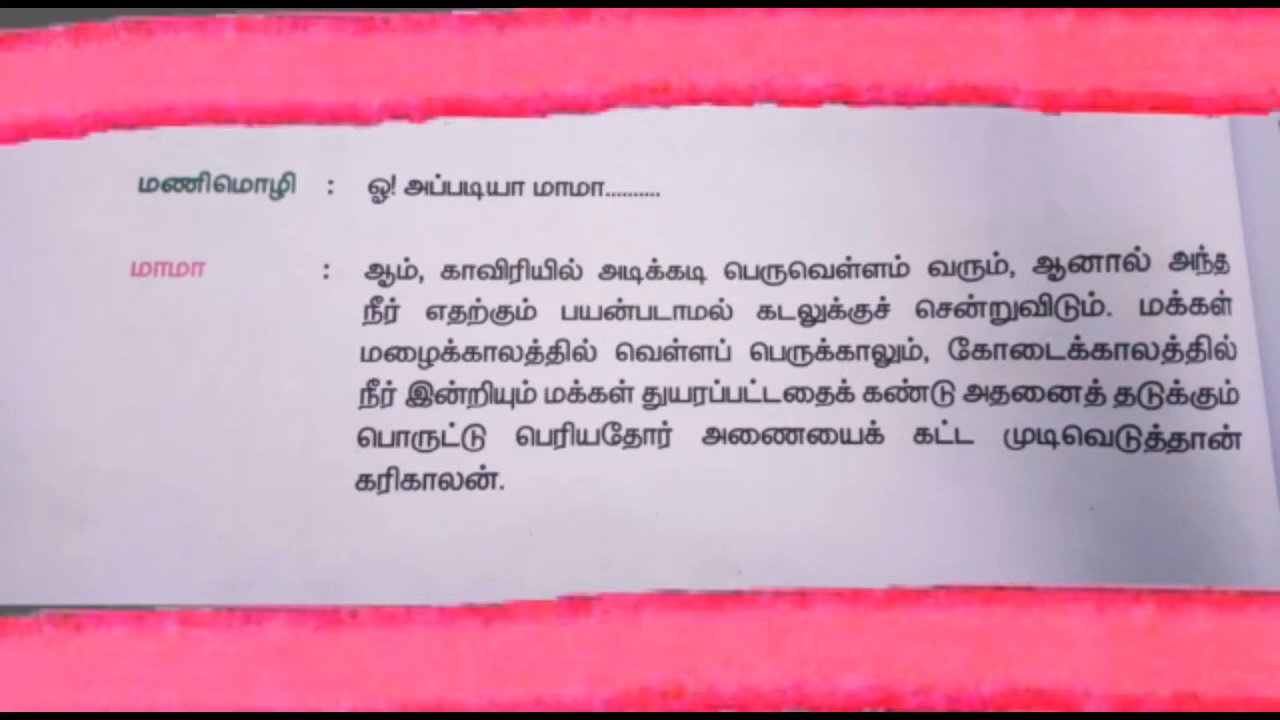 மணிமொழி : ஓ! அப்படியா மாமா..........
மாமா : ஆம், காவிரியில் அடிக்கடி பெருவெள்ளம் வரும், ஆனால் அந்த
நீர் எதற்கும் பயன்படாமல் கடலுக்குச் சென்றுவிடும். மக்கள்
மழைக்காலத்தில் வெள்ளப் பெருக்காலும், கோடைக்காலத்தில்
நீர் இன்றியும் மக்கள் துயரப்பட்டதைக் கண்டு அதனைத் தடுக்கும்
பொருட்டு பெரியதோர் அணையைக் கட்ட முடிவெடுத்தான்
கரிகாலன்.